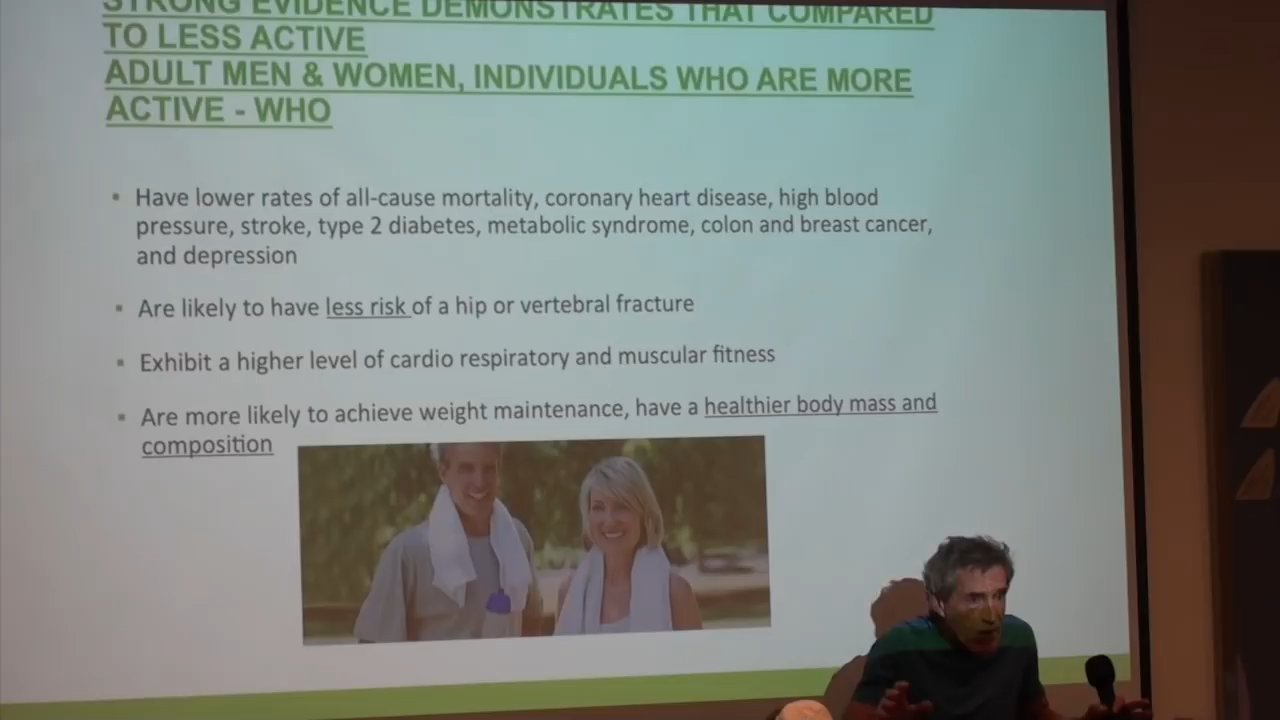 STRONG EVIDENCE DEMONSTRATES THAT COMPARED
TO LESS ACTIVE
ADULT MEN & WOMEN, INDIVIDUALS WHO ARE MORE
ACTIVE - WHO
▪ Have lower rates of all-cause mortality, coronary heart disease, high blood
pressure, stroke, type 2 diabetes, metabolic syndrome, colon and breast cancer,
and depression
▪ Are likely to have less risk of a hip or vertebral fracture
▪ Exhibit a higher level of cardio respiratory and muscular fitness
▪ Are more likely to achieve weight maintenance, have a healthier body mass and
composition